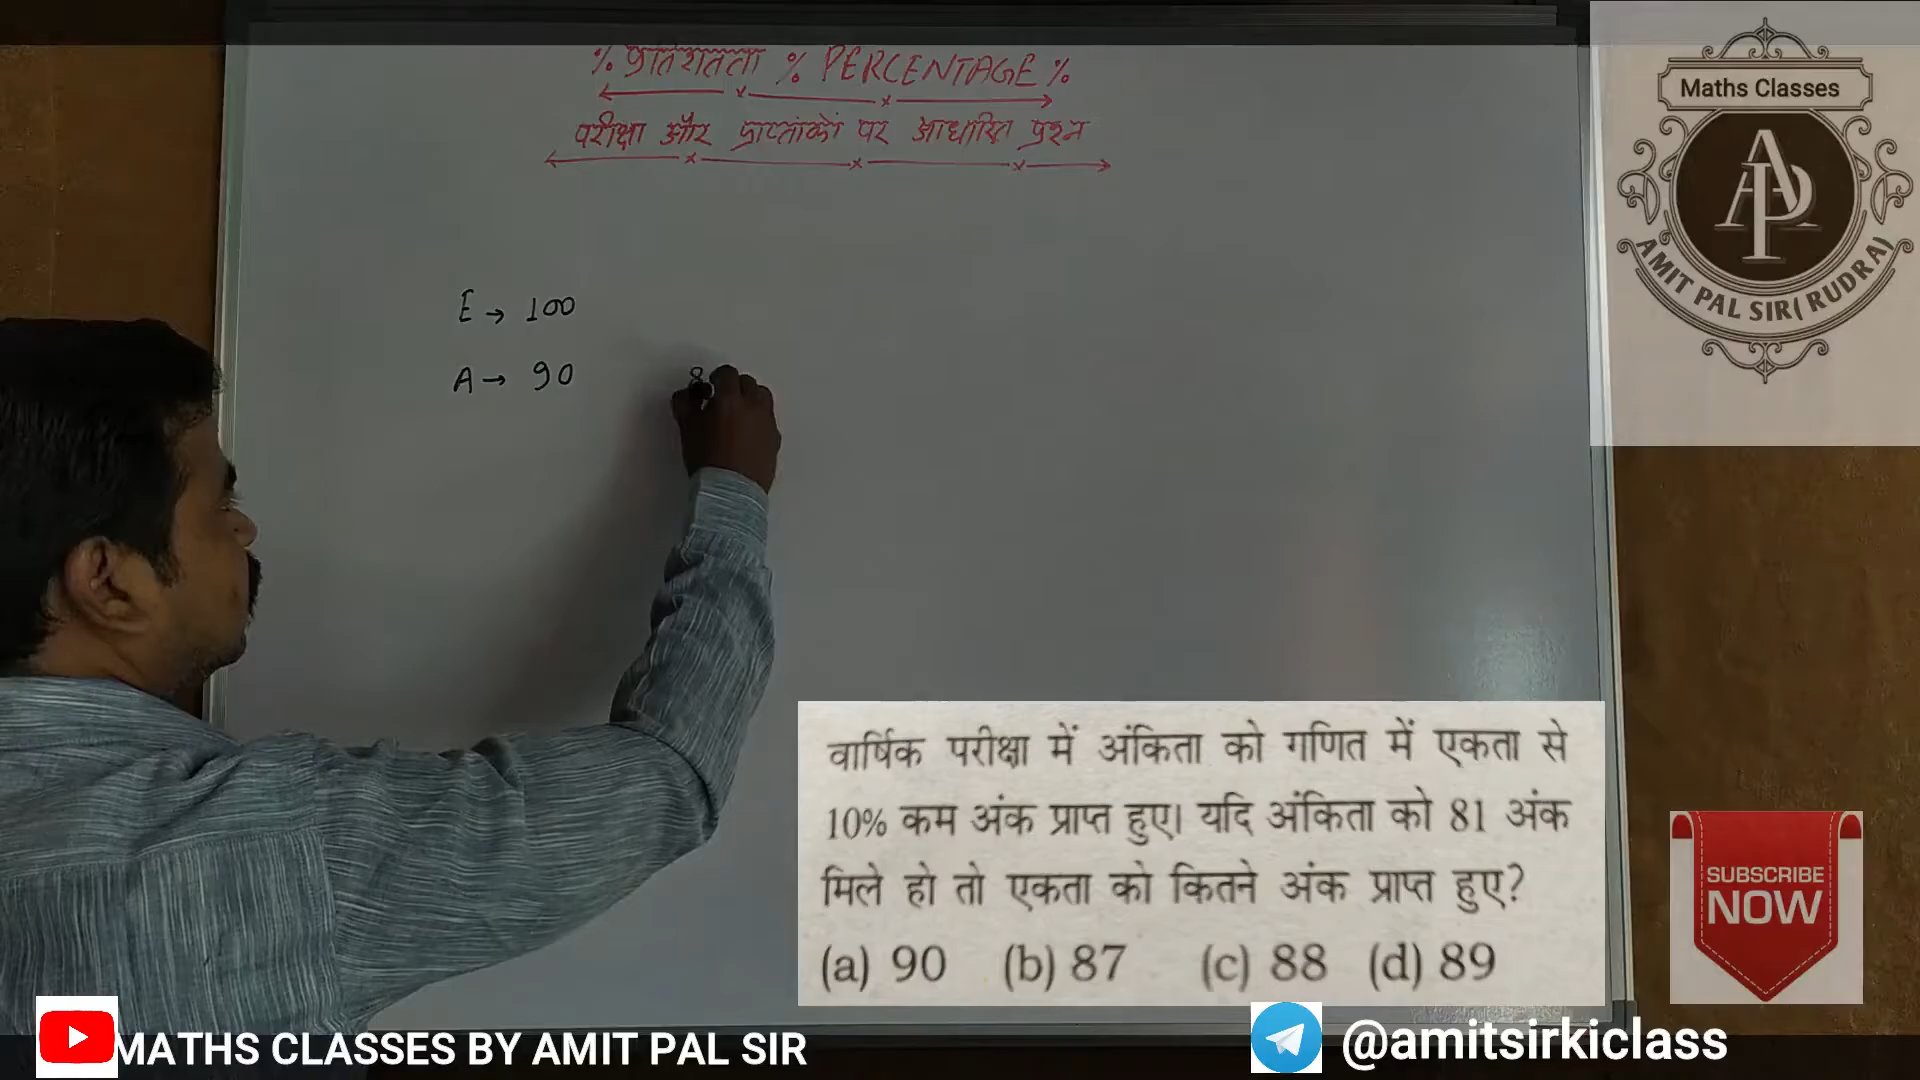 % प्रतिशतता % PERCENTAGE %
परीक्षा और प्राप्तांकों पर आधारित प्रश्न
E → 100
A → 90
8
वार्षिक परीक्षा में अंकिता को गणित में एकता से
10% कम अंक प्राप्त हुए। यदि अंकिता को 81 अंक
मिले हो तो एकता को कितने अंक प्राप्त हुए?
(a) 90 (b) 87 (c) 88 (d) 89
Maths Classes
AP
AMIT PAL SIR( RUDRA)
SUBSCRIBE
NOW
MATHS CLASSES BY AMIT PAL SIR
@amitsirkiclass